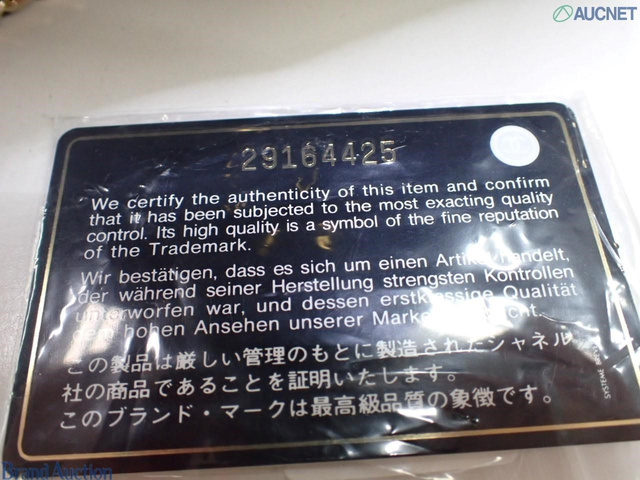 AUCNET
29164425
We certify the authenticity of this item and confirm
that it has been subjected to the most exacting quality
control. Its high quality is a symbol of the fine reputation
of the Trademark.
Wir bestätigen, dass es sich um einen Artikel handelt,
der während seiner Herstellung strengsten Kontrollen
unterworfen war, und dessen erstklassige Qualität
dem hohen Ansehen unserer Marke
この製品は厳しい管理のもとに製造されたシャネル
社の商品であることを証明いたします。
このブランド・マークは最高級品質の象徴です。
SYSTEME
Brand Auction